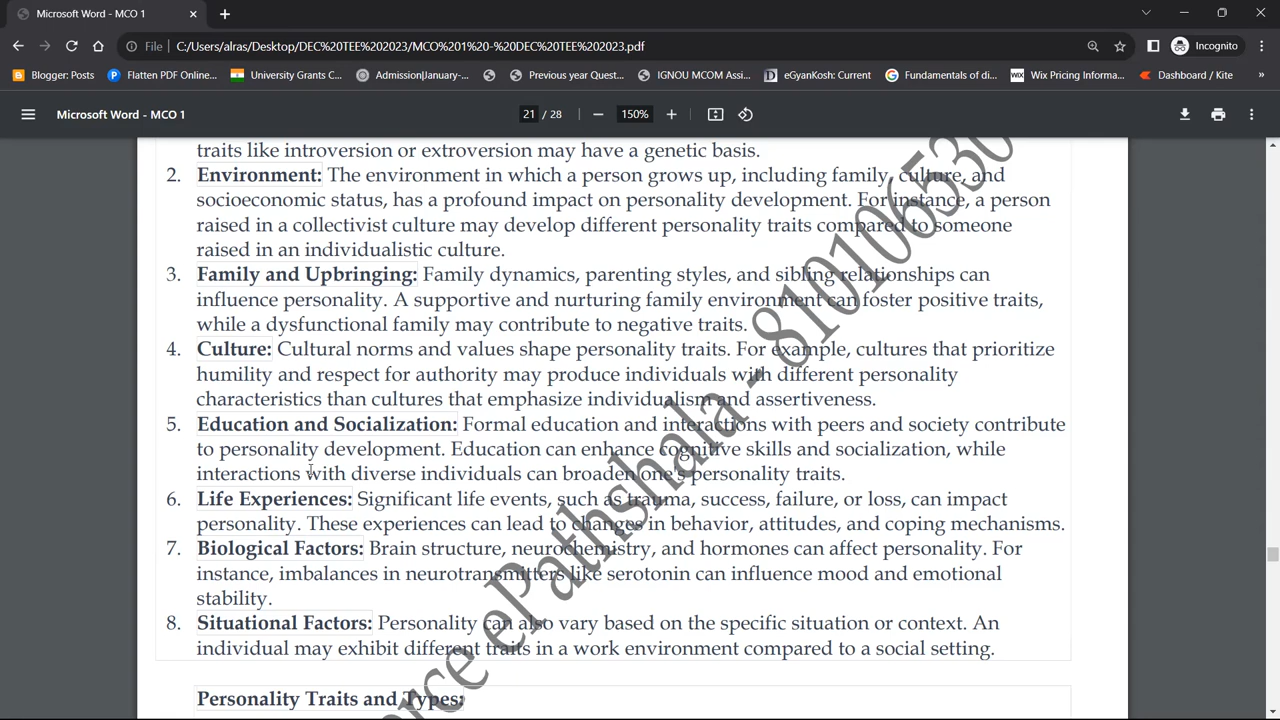 Microsoft Word - MCO 1
Incognito
File C:/Users/alras/Desktop/DEC%20TEE%202023/MCO%201%20-%20DEC%20TEE%202023.pdf
Blogger: Posts Flatten PDF Online... University Grants C... Admission|January-... Previous year Quest... IGNOU MCOM Assi... eGyanKosh: Current Fundamentals of di... Wix Pricing Informa... Dashboard / Kite »
Microsoft Word - MCO 1 21 / 28 150%
traits like introversion or extroversion may have a genetic basis.
2. Environment: The environment in which a person grows up, including family, culture, and
socioeconomic status, has a profound impact on personality development. For instance, a person
raised in a collectivist culture may develop different personality traits compared to someone
raised in an individualistic culture.
3. Family and Upbringing: Family dynamics, parenting styles, and sibling relationships can
influence personality. A supportive and nurturing family environment can foster positive traits,
while a dysfunctional family may contribute to negative traits.
4. Culture: Cultural norms and values shape personality traits. For example, cultures that prioritize
humility and respect for authority may produce individuals with different personality
characteristics than cultures that emphasize individualism and assertiveness.
5. Education and Socialization: Formal education and interactions with peers and society contribute
to personality development. Education can enhance cognitive skills and socialization, while
interactions with diverse individuals can broaden one's personality traits.
6. Life Experiences: Significant life events, such as trauma, success, failure, or loss, can impact
personality. These experiences can lead to changes in behavior, attitudes, and coping mechanisms.
7. Biological Factors: Brain structure, neurochemistry, and hormones can affect personality. For
instance, imbalances in neurotransmitters like serotonin can influence mood and emotional
stability.
8. Situational Factors: Personality can also vary based on the specific situation or context. An
individual may exhibit different traits in a work environment compared to a social setting.
Personality Traits and Types:
ePathshala - 810106530